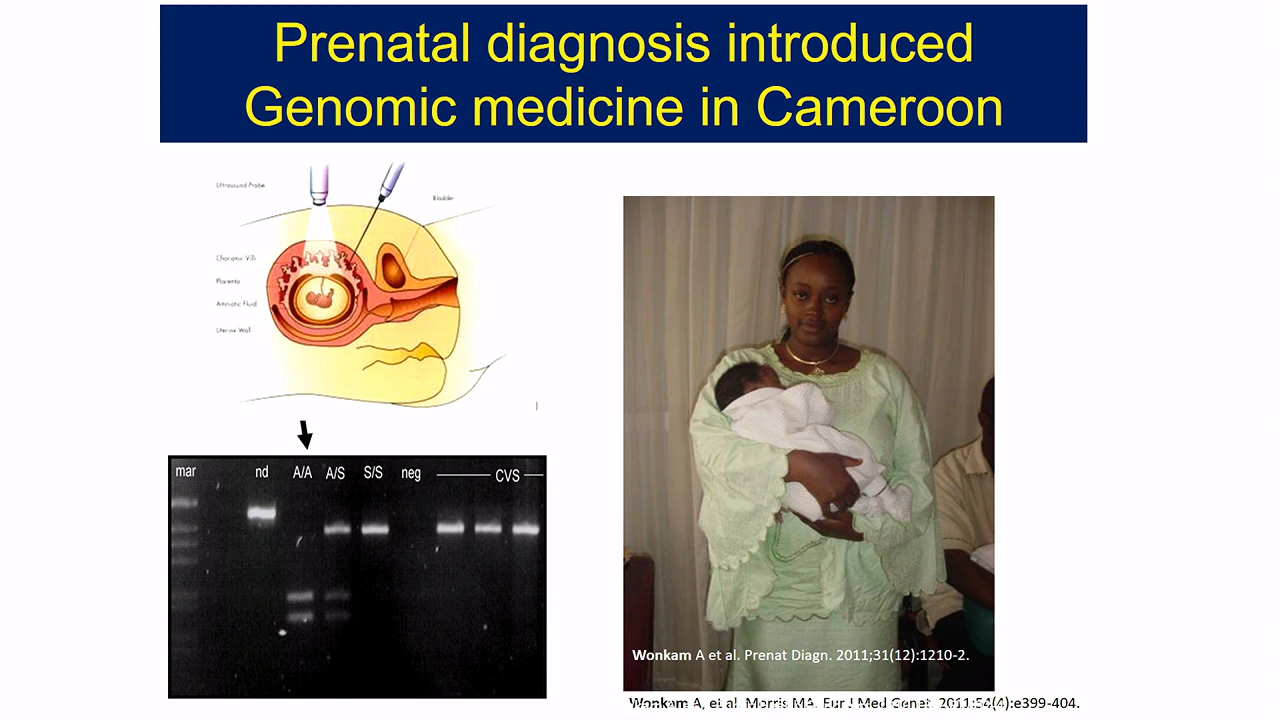 Prenatal diagnosis introduced
Genomic medicine in Cameroon
Ultrasound Probe
Bladder
Chorionic Villi
Placenta
Amniotic Fluid
Uterine Wall
mar nd A/A A/S S/S neg CVS
Wonkam A et al. Prenat Diagn. 2011;31(12):1210-2.
Wonkam A, et al. Morris MA. Eur J Med Genet. 2011;54(4):e399-404.